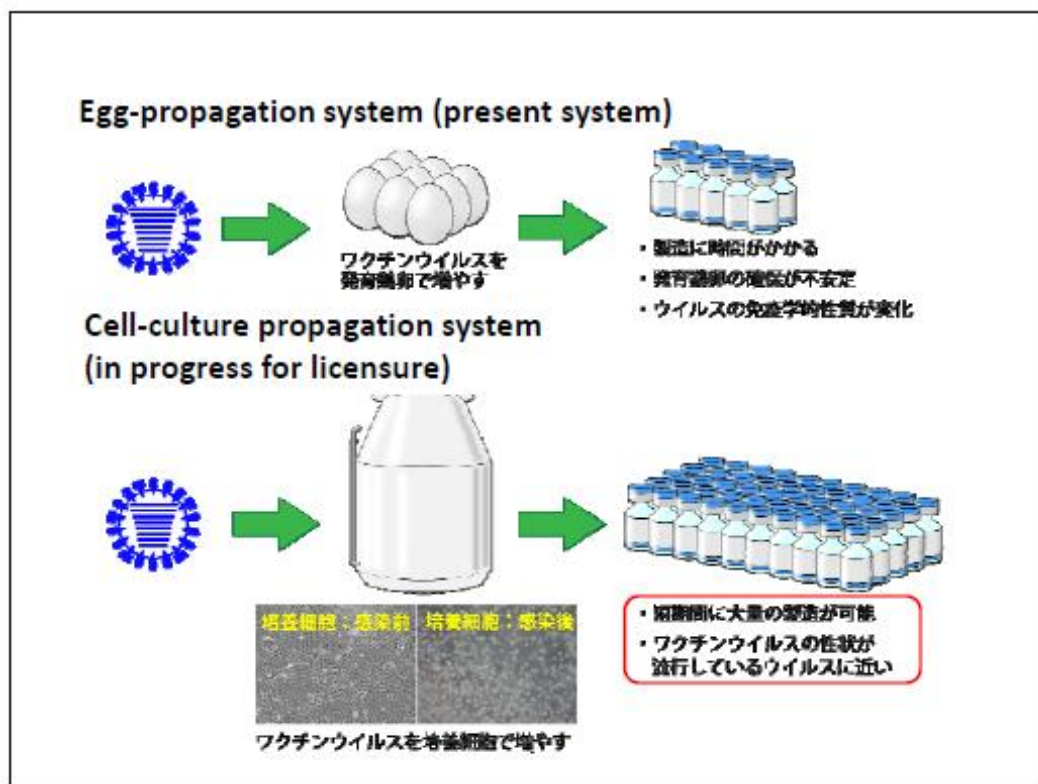 Egg-propagation system (present system)
ワクチンウイルスを
発育鶏卵で増やす
・製造に時間がかかる
・発育鶏卵の確保が不安定
・ウイルスの免疫学的性質が変化
Cell-culture propagation system
(in progress for licensure)
培養細胞：感染前
培養細胞：感染後
ワクチンウイルスを培養細胞で増やす
・短期間に大量の製造が可能
・ワクチンウイルスの性状が
流行しているウイルスに近い